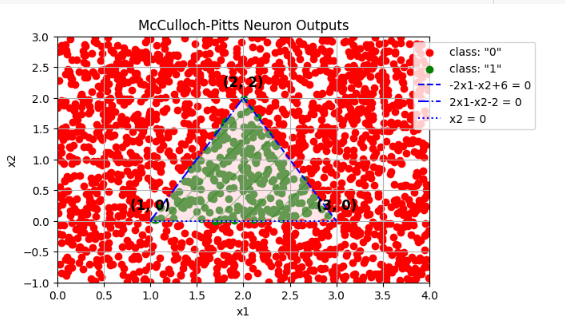 McCulloch-Pitts Neuron Outputs
3.0
2.5
2.0
1.5
1.0
0.5
0.0
−0.5
−1.0
x2
(2, 2)
(1, 0)
(3, 0)
0.0 0.5 1.0 1.5 2.0 2.5 3.0 3.5 4.0
x1
class: "0"
class: "1"
-2x1-x2+6 = 0
2x1-x2-2 = 0
x2 = 0